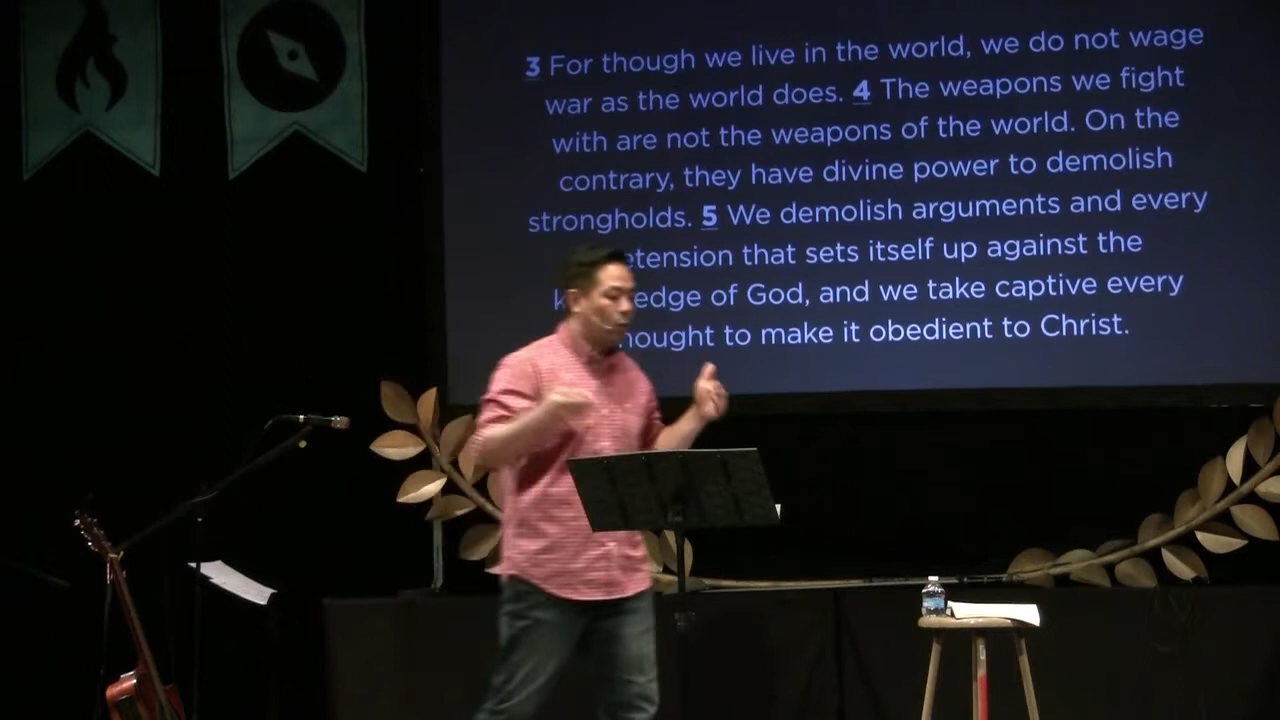 3 For though we live in the world, we do not wage
war as the world does. 4 The weapons we fight
with are not the weapons of the world. On the
contrary, they have divine power to demolish
strongholds. 5 We demolish arguments and every
that sets itself up against the
of God, and we take captive every
to make it obedient to Christ.